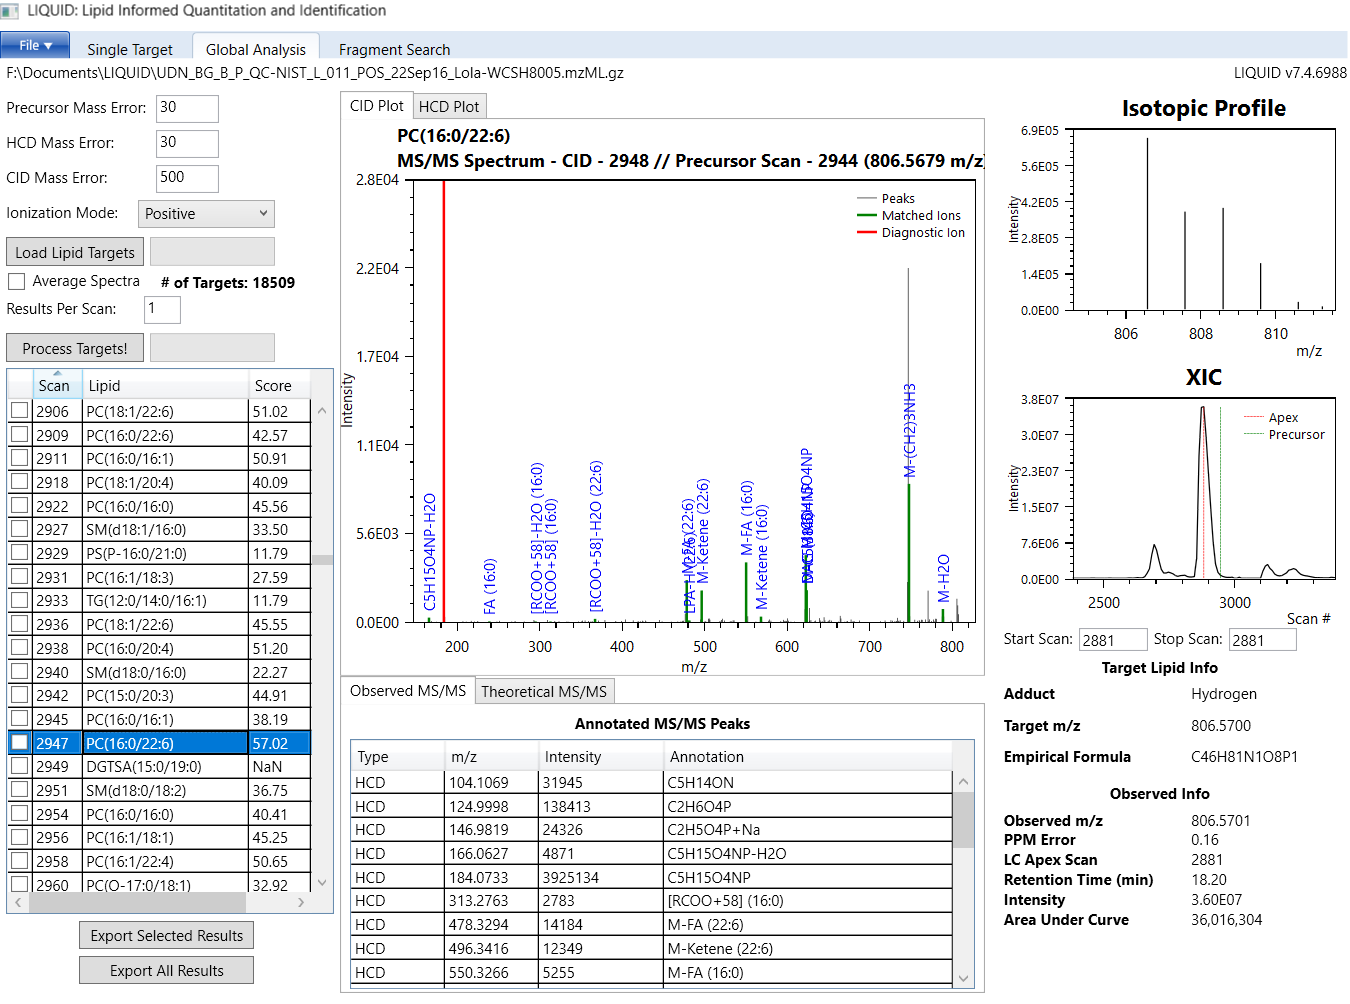 LIQUID: Lipid Informed Quantitation and Identification
File ▾ Single Target Global Analysis Fragment Search
F:\Documents\LIQUID\UDN_BG_B_P_QC-NIST_L_011_POS_22Sep16_Lola-WCSH8005.mzML.gz LIQUID v7.4.6988
Precursor Mass Error: 30
HCD Mass Error: 30
CID Mass Error: 500
Ionization Mode: Positive
Load Lipid Targets
Average Spectra # of Targets: 18509
Results Per Scan: 1
Process Targets!
Scan Lipid Score
2906 PC(18:1/22:6) 51.02
2909 PC(16:0/22:6) 42.57
2911 PC(16:0/16:1) 50.91
2918 PC(18:1/20:4) 40.09
2922 PC(16:0/16:0) 45.56
2927 SM(d18:1/16:0) 33.50
2929 PS(P-16:0/21:0) 11.79
2931 PC(16:1/18:3) 27.59
2933 TG(12:0/14:0/16:1) 11.79
2936 PC(18:1/22:6) 45.55
2938 PC(16:0/20:4) 51.20
2940 SM(d18:0/16:0) 22.27
2942 PC(15:0/20:3) 44.91
2945 PC(16:0/16:1) 38.19
2947 PC(16:0/22:6) 57.02
2949 DGTSA(15:0/19:0) NaN
2951 SM(d18:0/18:2) 36.75
2954 PC(16:0/16:0) 40.41
2956 PC(16:1/18:1) 45.25
2958 PC(16:1/22:4) 50.65
2960 PC(O-17:0/18:1) 32.92
Export Selected Results
Export All Results
CID Plot HCD Plot
PC(16:0/22:6)
MS/MS Spectrum - CID - 2948 // Precursor Scan - 2944 (806.5679 m/z)
2.8E04
2.2E04
1.7E04
1.1E04
5.6E03
0.0E00
Intensity
Peaks
Matched Ions
Diagnostic Ion
C5H15O4NP-H2O
FA (16:0)
[RCOO+58]-H2O (16:0)
[RCOO+58] (16:0)
[RCOO+58]-H2O (22:6)
M-Ketene (22:6)
M-FA (16:0)
M-Ketene (16:0)
M-(CH2)3NH3
M-H2O
200 300 400 500 600 700 800
m/z
Observed MS/MS Theoretical MS/MS
Annotated MS/MS Peaks
Type m/z Intensity Annotation
HCD 104.1069 31945 C5H14ON
HCD 124.9998 138413 C2H6O4P
HCD 146.9819 24326 C2H5O4P+Na
HCD 166.0627 4871 C5H15O4NP-H2O
HCD 184.0733 3925134 C5H15O4NP
HCD 313.2763 2783 [RCOO+58] (16:0)
HCD 478.3294 14184 M-FA (22:6)
HCD 496.3416 12349 M-Ketene (22:6)
HCD 550.3266 5255 M-FA (16:0)
Isotopic Profile
6.9E05
5.6E05
4.2E05
2.8E05
1.4E05
0.0E00
Intensity
806 808 810
m/z
XIC
3.8E07
3.0E07
2.3E07
1.5E07
7.6E06
0.0E00
Intensity
Apex
Precursor
2500 3000
Scan #
Start Scan: 2881 Stop Scan: 2881
Target Lipid Info
Adduct Hydrogen
Target m/z 806.5700
Empirical Formula C46H81N1O8P1
Observed Info
Observed m/z 806.5701
PPM Error 0.16
LC Apex Scan 2881
Retention Time (min) 18.20
Intensity 3.60E07
Area Under Curve 36,016,304